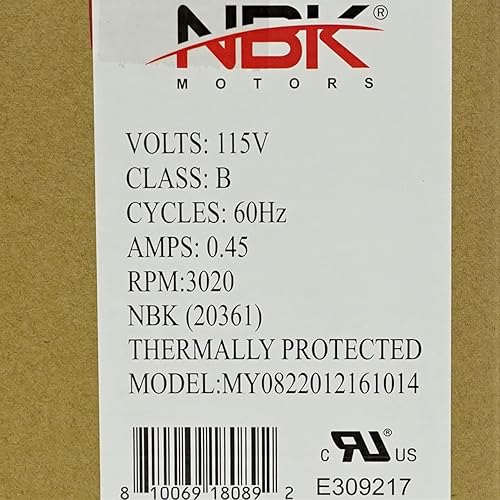 NBK®
MOTORS
VOLTS: 115V
CLASS: B
CYCLES: 60Hz
AMPS: 0.45
RPM:3020
NBK (20361)
THERMALLY PROTECTED
MODEL:MY0822012161014
c RU US
8 10069 18089 2
E309217